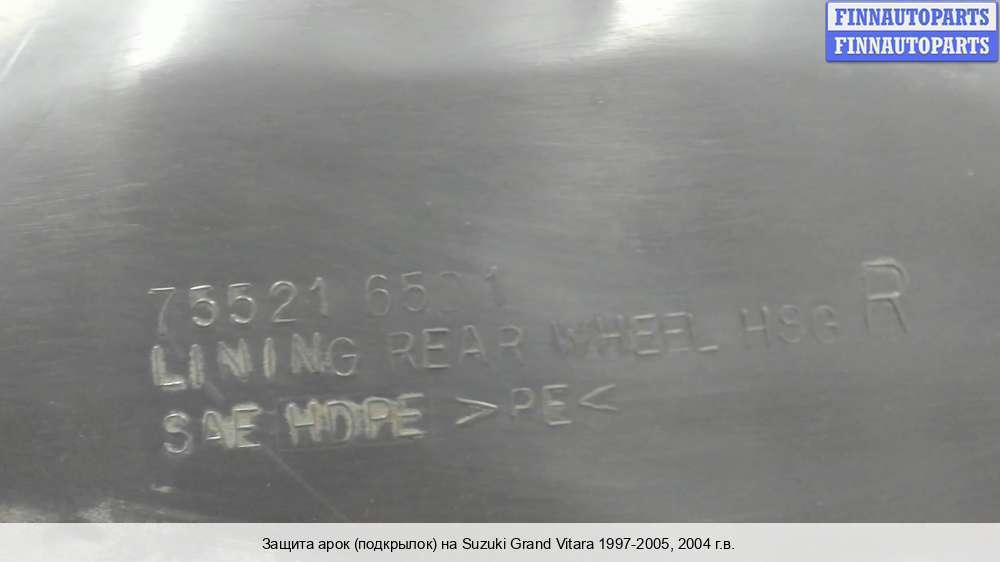 FINNAUTOPARTS
FINNAUTOPARTS
75521
LINING REAR WHEEL HSG R
SAE HDPE >PE<
Защита арок (подкрылок) на Suzuki Grand Vitara 1997-2005, 2004 г.в.